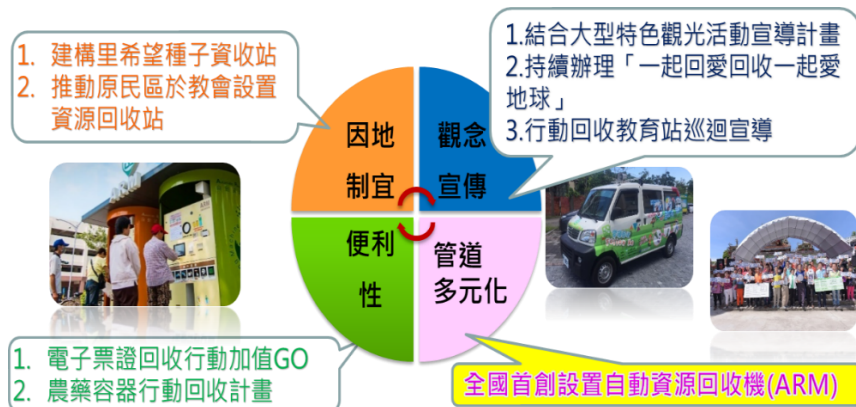 1. 建構里希望種子資收站
2. 推動原民區於教會設置
資源回收站
1.結合大型特色觀光活動宣導計畫
2.持續辦理「一起回愛回收一起愛
地球」
3.行動回收教育站巡迴宣導
因地
制宜
觀念
宣傳
便利
性
管道
多元化
1. 電子票證回收行動加值GO
2. 農藥容器行動回收計畫
全國首創設置自動資源回收機(ARM)